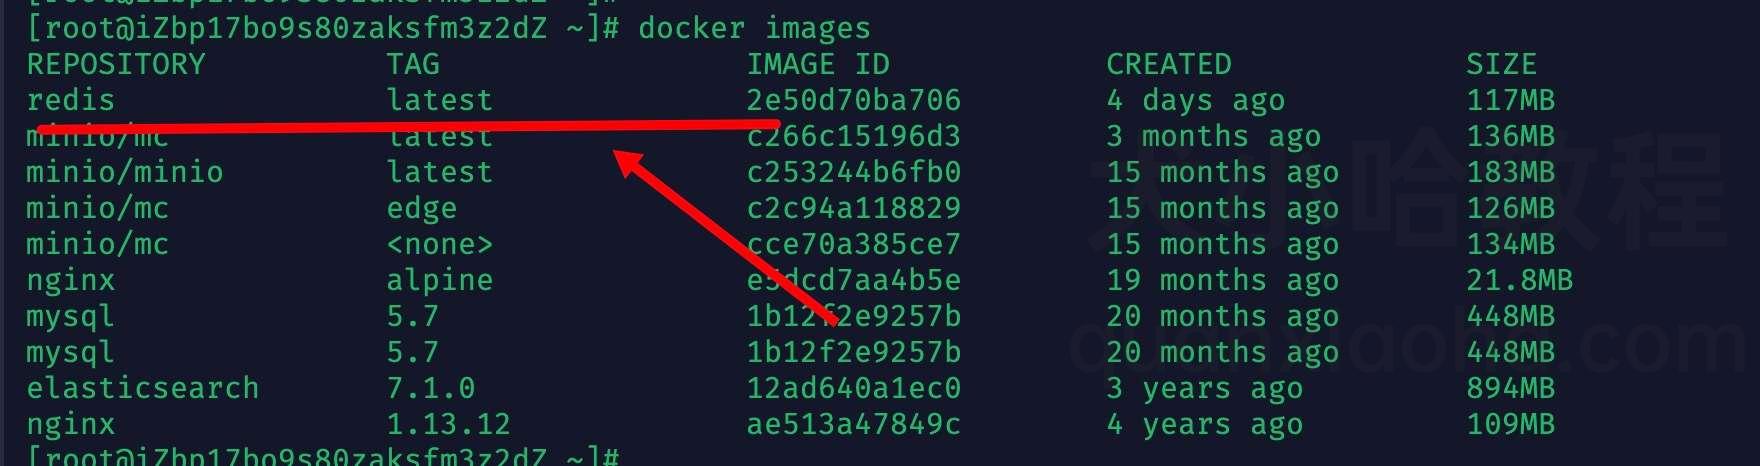 [root@iZbp17bo9s80zaksfm3z2dZ ~]# docker images
REPOSITORY TAG IMAGE ID CREATED SIZE
redis latest 2e50d70ba706 4 days ago 117MB
minio/mc latest c266c15196d3 3 months ago 136MB
minio/minio latest c253244b6fb0 15 months ago 183MB
minio/mc edge c2c94a118829 15 months ago 126MB
minio/mc <none> cce70a385ce7 15 months ago 134MB
nginx alpine e5dcd7aa4b5e 19 months ago 21.8MB
mysql 5.7 1b12f2e9257b 20 months ago 448MB
mysql 5.7 1b12f2e9257b 20 months ago 448MB
elasticsearch 7.1.0 12ad640a1ec0 3 years ago 894MB
nginx 1.13.12 ae513a47849c 4 years ago 109MB
[root@iZbp17bo9s80zaksfm3z2dZ ~]#
犬小哈教程
quanxiaoha.com